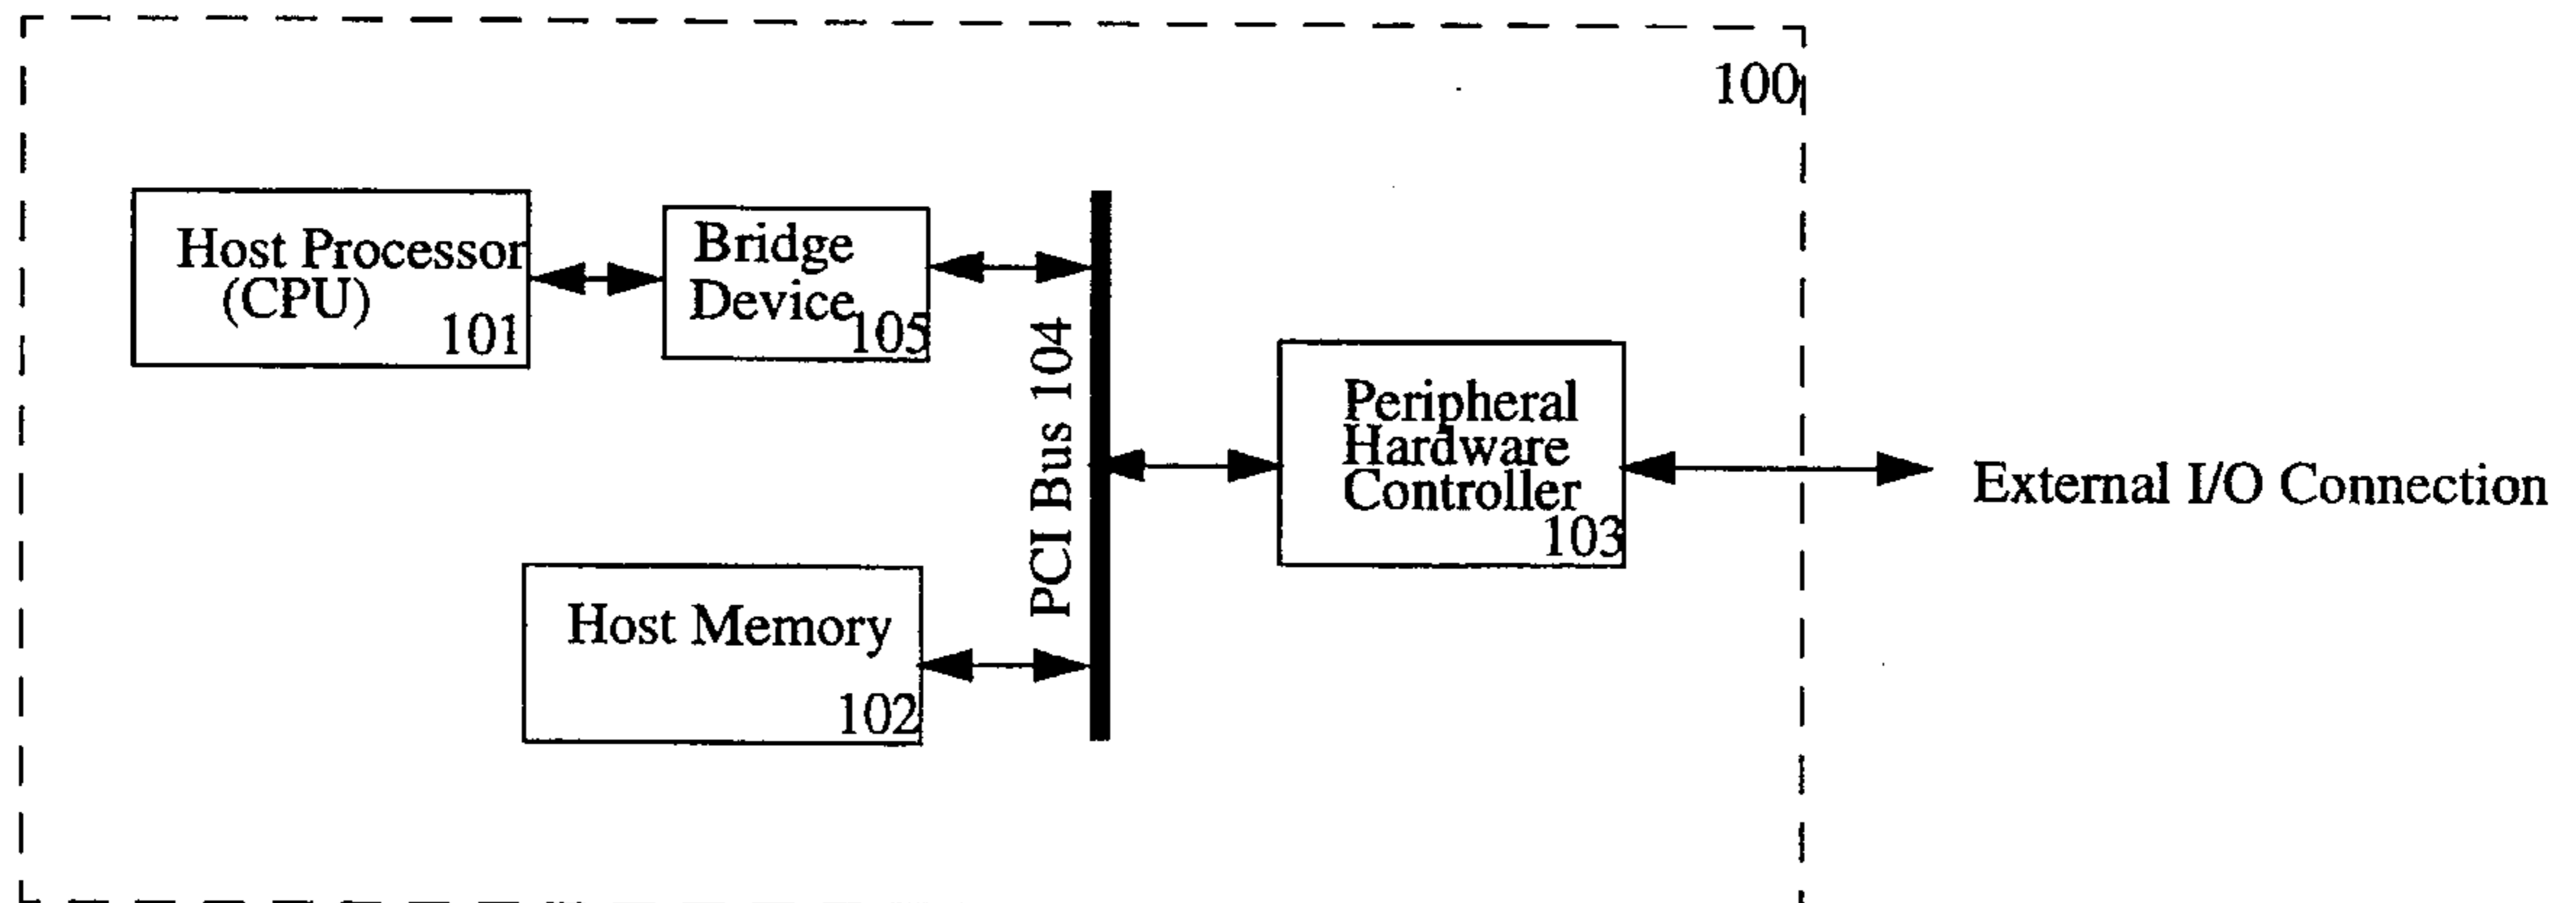 100
Host Processor
(CPU)
101
Bridge
Device
105
PCI Bus 104
Peripheral
Hardware
Controller
103
External I/O Connection
Host Memory
102